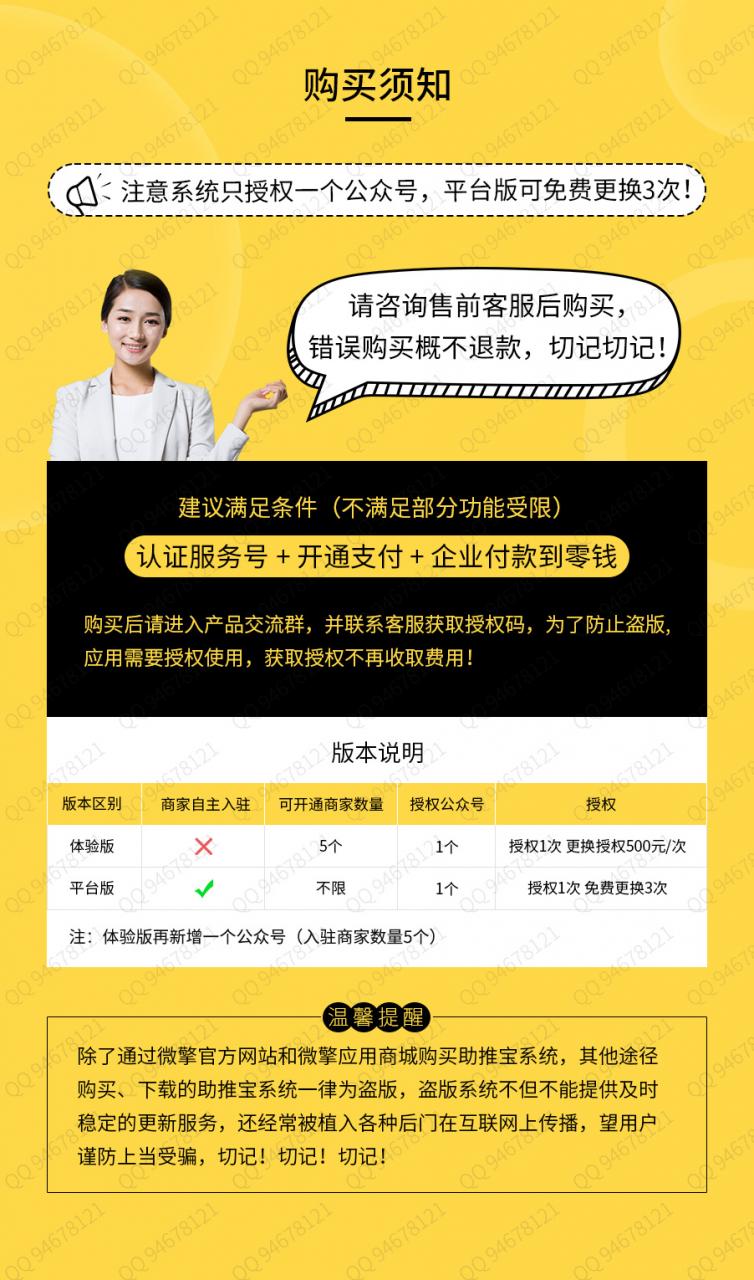 购买须知
注意系统只授权一个公众号，平台版可免费更换3次！
请咨询售前客服后购买，
错误购买概不退款，切记切记！
建议满足条件（不满足部分功能受限）
认证服务号 + 开通支付 + 企业付款到零钱
购买后请进入产品交流群，并联系客服获取授权码，为了防止盗版，
应用需要授权使用，获取授权不再收取费用！
版本说明
版本区别 商家自主入驻 可开通商家数量 授权公众号 授权
体验版 5个 1个 授权1次 更换授权500元/次
平台版 不限 1个 授权1次 免费更换3次
注：体验版再新增一个公众号（入驻商家数量5个）
温馨提醒
除了通过微擎官方网站和微擎应用商城购买助推宝系统，其他途径
购买、下载的助推宝系统一律为盗版，盗版系统不但不能提供及时
稳定的更新服务，还经常被植入各种后门在互联网上传播，望用户
谨防上当受骗，切记！切记！切记！
QQ 94678121